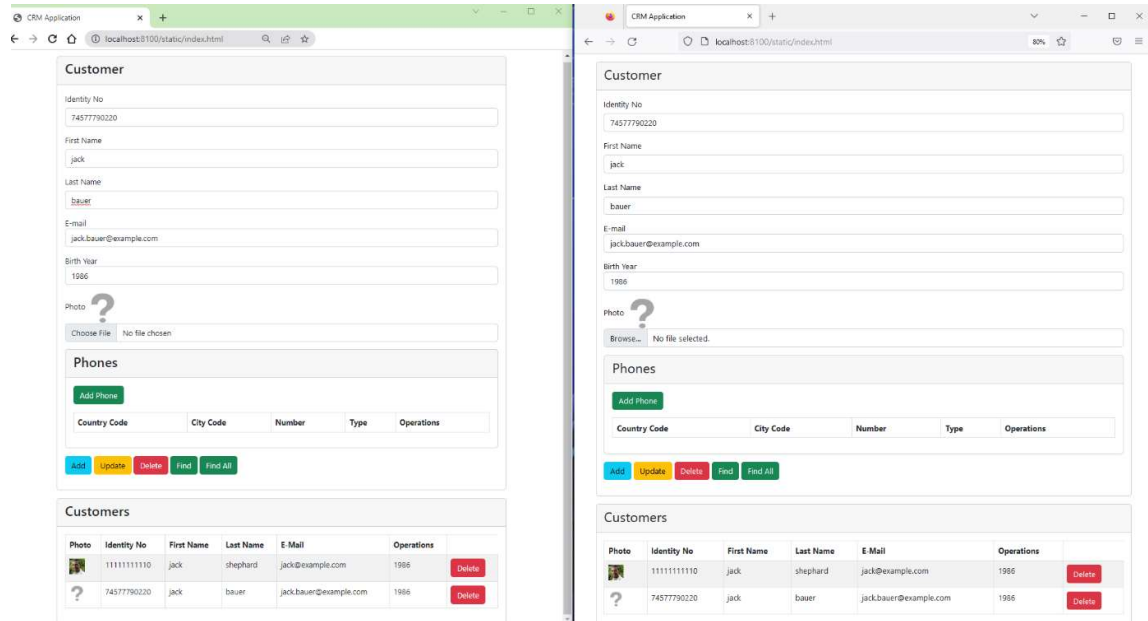 CRM Application
localhost:8100/static/index.html
Customer
Identity No
74577790220
First Name
jack
Last Name
bauer
E-mail
jack.bauer@example.com
Birth Year
1986
Photo ?
Choose File No file chosen
Phones
Add Phone
Country Code City Code Number Type Operations
Add Update Delete Find Find All
Customers
Photo Identity No First Name Last Name E-Mail Operations
11111111110 jack shephard jack@example.com 1986 Delete
? 74577790220 jack bauer jack.bauer@example.com 1986 Delete
CRM Application
localhost:8100/static/index.html 80%
Customer
Identity No
74577790220
First Name
jack
Last Name
bauer
E-mail
jack.bauer@example.com
Birth Year
1986
Photo ?
Browse... No file selected.
Phones
Add Phone
Country Code City Code Number Type Operations
Add Update Delete Find Find All
Customers
Photo Identity No First Name Last Name E-Mail Operations
11111111110 jack shephard jack@example.com 1986 Delete
? 74577790220 jack bauer jack.bauer@example.com 1986 Delete